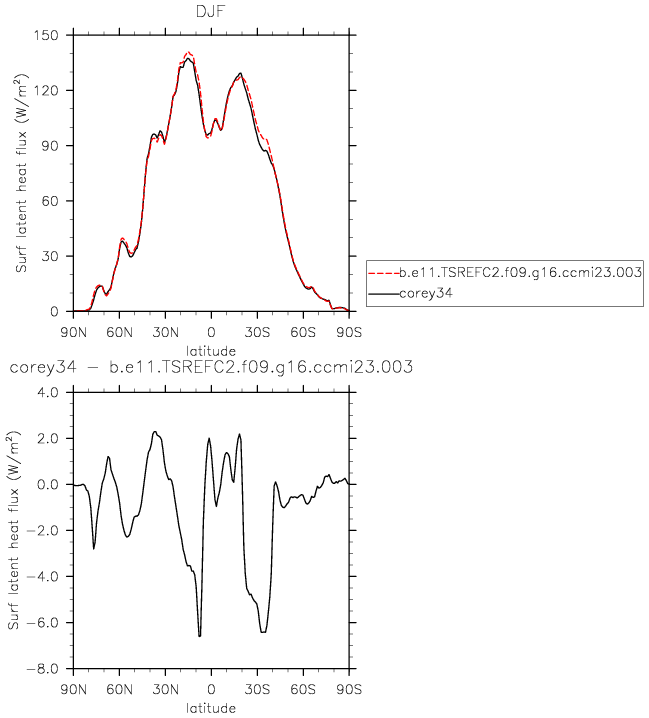 DJF
150
120
90
60
30
0
Surf latent heat flux (W/m²)
90N 60N 30N 0 30S 60S 90S
latitude
b.e11.TSREFC2.f09.g16.ccmi23.003
corey34
corey34 − b.e11.TSREFC2.f09.g16.ccmi23.003
4.0
2.0
0.0
−2.0
−4.0
−6.0
−8.0
Surf latent heat flux (W/m²)
90N 60N 30N 0 30S 60S 90S
latitude